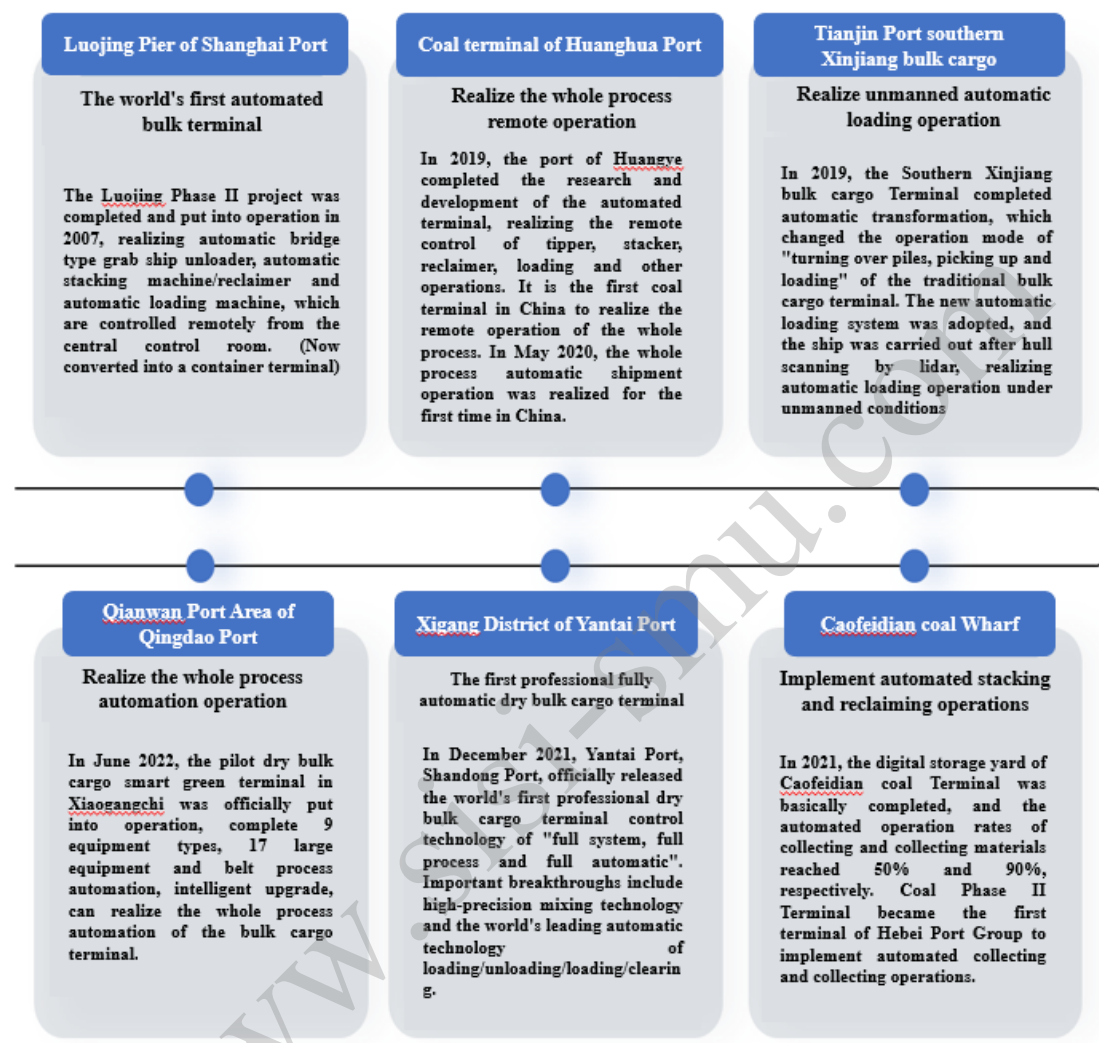 Luojing Pier of Shanghai Port
The world's first automated
bulk terminal
The Luojing Phase II project was
completed and put into operation in
2007, realizing automatic bridge
type grab ship unloader, automatic
stacking machine/reclaimer and
automatic loading machine, which
are controlled remotely from the
central control room. (Now
converted into a container terminal)
Coal terminal of Huanghua Port
Realize the whole process
remote operation
In 2019, the port of Huangye
completed the research and
development of the automated
terminal, realizing the remote
control of tipper, stacker,
reclaimer, loading and other
operations. It is the first coal
terminal in China to realize the
remote operation of the whole
process. In May 2020, the whole
process automatic shipment
operation was realized for the
first time in China.
Tianjin Port southern
Xinjiang bulk cargo
Realize unmanned automatic
loading operation
In 2019, the Southern Xinjiang
bulk cargo Terminal completed
automatic transformation, which
changed the operation mode of
"turning over piles, picking up and
loading" of the traditional bulk
cargo terminal. The new automatic
loading system was adopted, and
the ship was carried out after hull
scanning by lidar, realizing
automatic loading operation under
unmanned conditions
Qianwan Port Area of
Qingdao Port
Realize the whole process
automation operation
In June 2022, the pilot dry bulk
cargo smart green terminal in
Xiaogangchi was officially put
into operation, complete 9
equipment types, 17 large
equipment and belt process
automation, intelligent upgrade,
can realize the whole process
automation of the bulk cargo
terminal.
Xigang District of Yantai Port
The first professional fully
automatic dry bulk cargo terminal
In December 2021, Yantai Port,
Shandong Port, officially released
the world's first professional dry
bulk cargo terminal control
technology of "full system, full
process and full automatic".
Important breakthroughs include
high-precision mixing technology
and the world's leading automatic
technology of
loading/unloading/loading/clearin
g.
Caofeidian coal Wharf
Implement automated stacking
and reclaiming operations
In 2021, the digital storage yard of
Caofeidian coal Terminal was
basically completed, and the
automated operation rates of
collecting and collecting materials
reached 50% and 90%,
respectively. Coal Phase II
Terminal became the first
terminal of Hebei Port Group to
implement automated collecting
and collecting operations.
www.sisi-smu.com